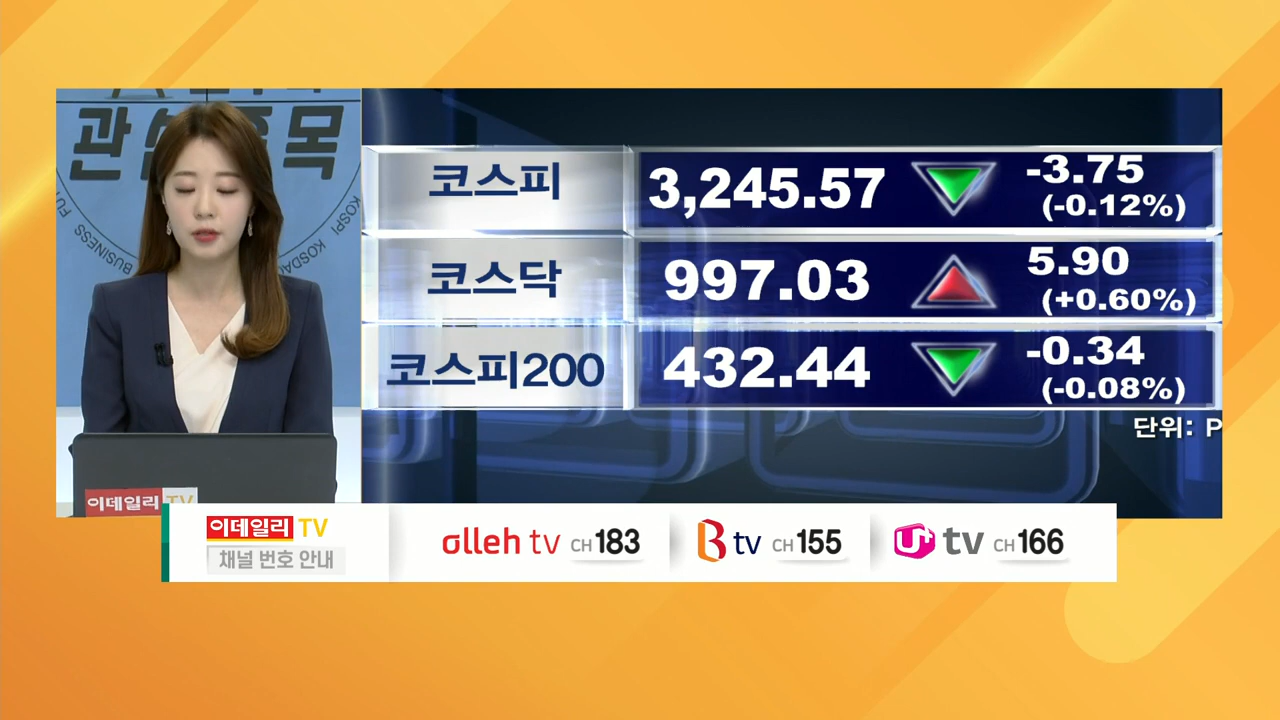 관심종목
BUSINESS
KOSPI
코스피
3,245.57
-3.75
(-0.12%)
코스닥
997.03
5.90
(+0.60%)
코스피200
432.44
-0.34
(-0.08%)
단위: P
이데일리 TV
이데일리 TV
채널 번호 안내
olleh tv CH 183
B tv CH 155
U+ tv CH 166